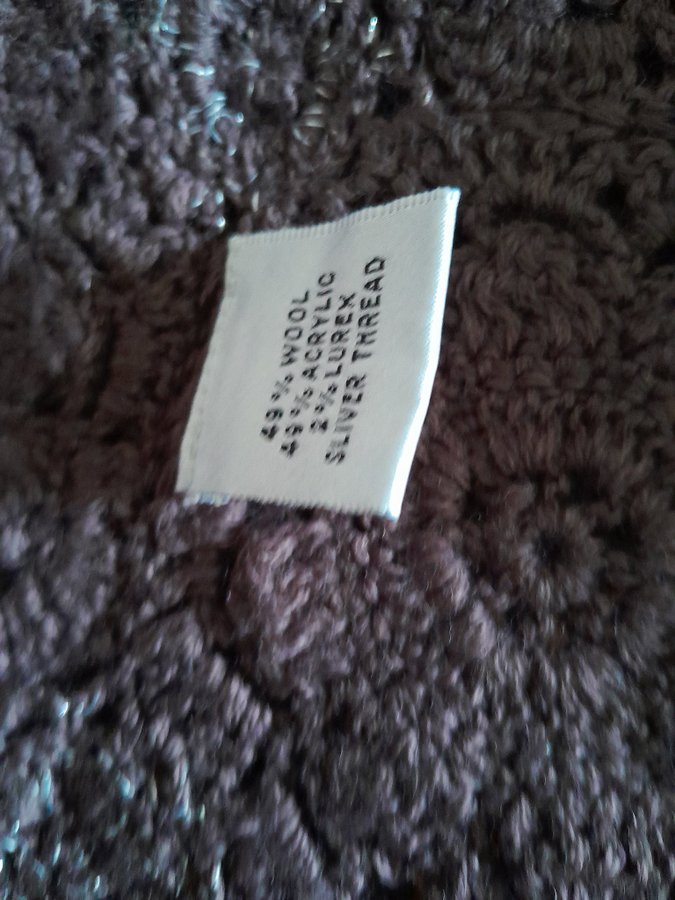 49% WOOL
49% ACRYLIC
2% LUREX
SLIVER THREAD